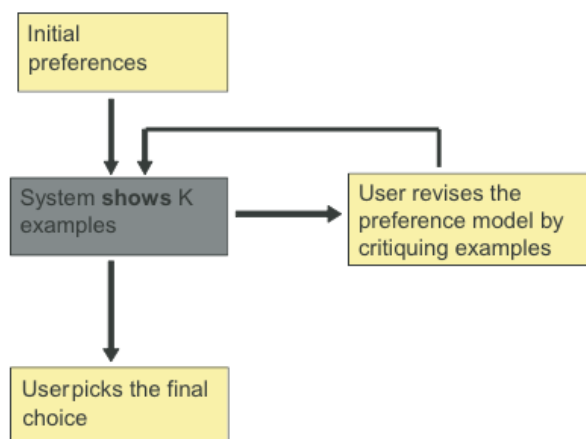 Initial
preferences
System shows K
examples
User revises the
preference model by
critiquing examples
Userpicks the final
choice